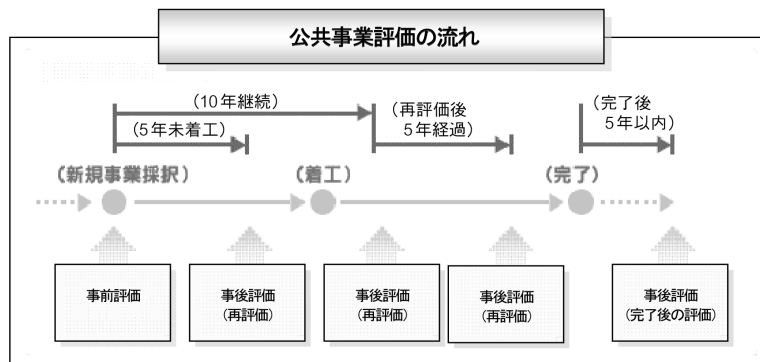 公共事業評価の流れ
(10年継続)
(5年未着工)
(再評価後
5年経過)
(完了後
5年以内)
(新規事業採択)
(着工)
(完了)
事前評価
事後評価
(再評価)
事後評価
(再評価)
事後評価
(再評価)
事後評価
(完了後の評価)